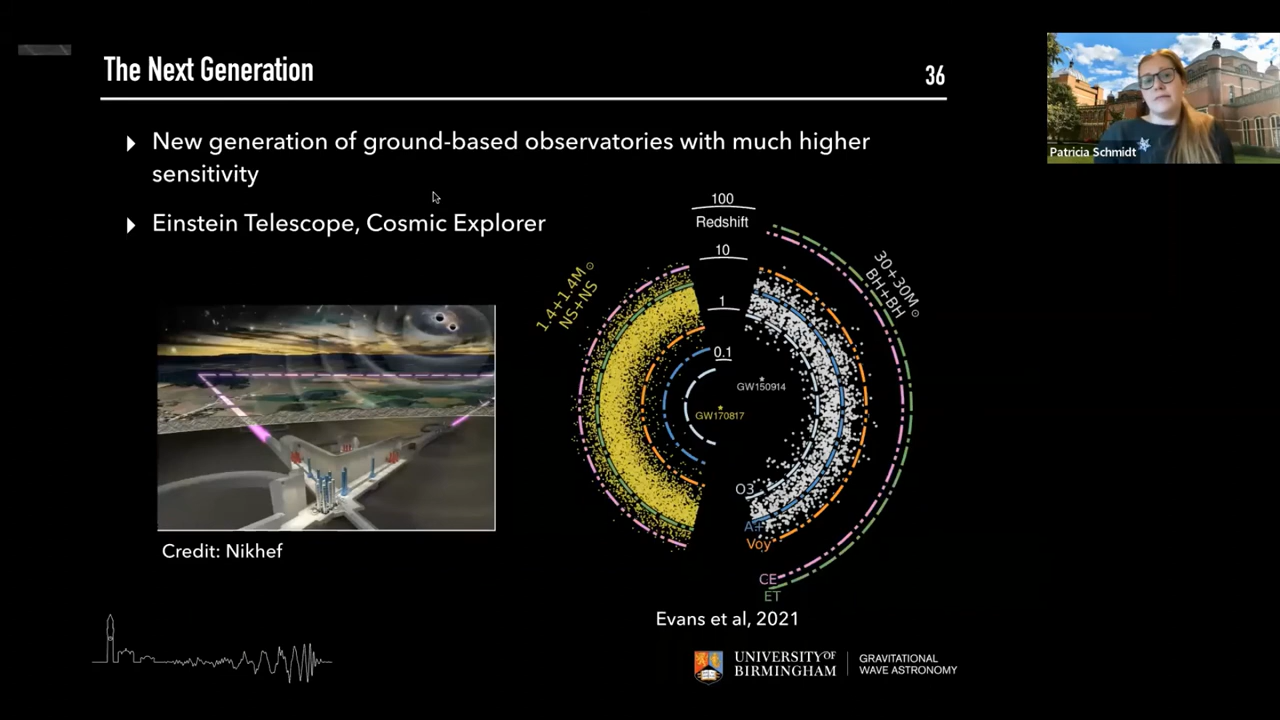 The Next Generation
36
New generation of ground-based observatories with much higher
sensitivity
Einstein Telescope, Cosmic Explorer
Patricia Schmidt
100
Redshift
10
1
0.1
1.4+1.4M☉
NS+NS
30+30M☉
BH+BH
GW150914
GW170817
O3
A+
Voy
CE
ET
Credit: Nikhef
Evans et al, 2021
UNIVERSITY OF
BIRMINGHAM
GRAVITATIONAL
WAVE ASTRONOMY